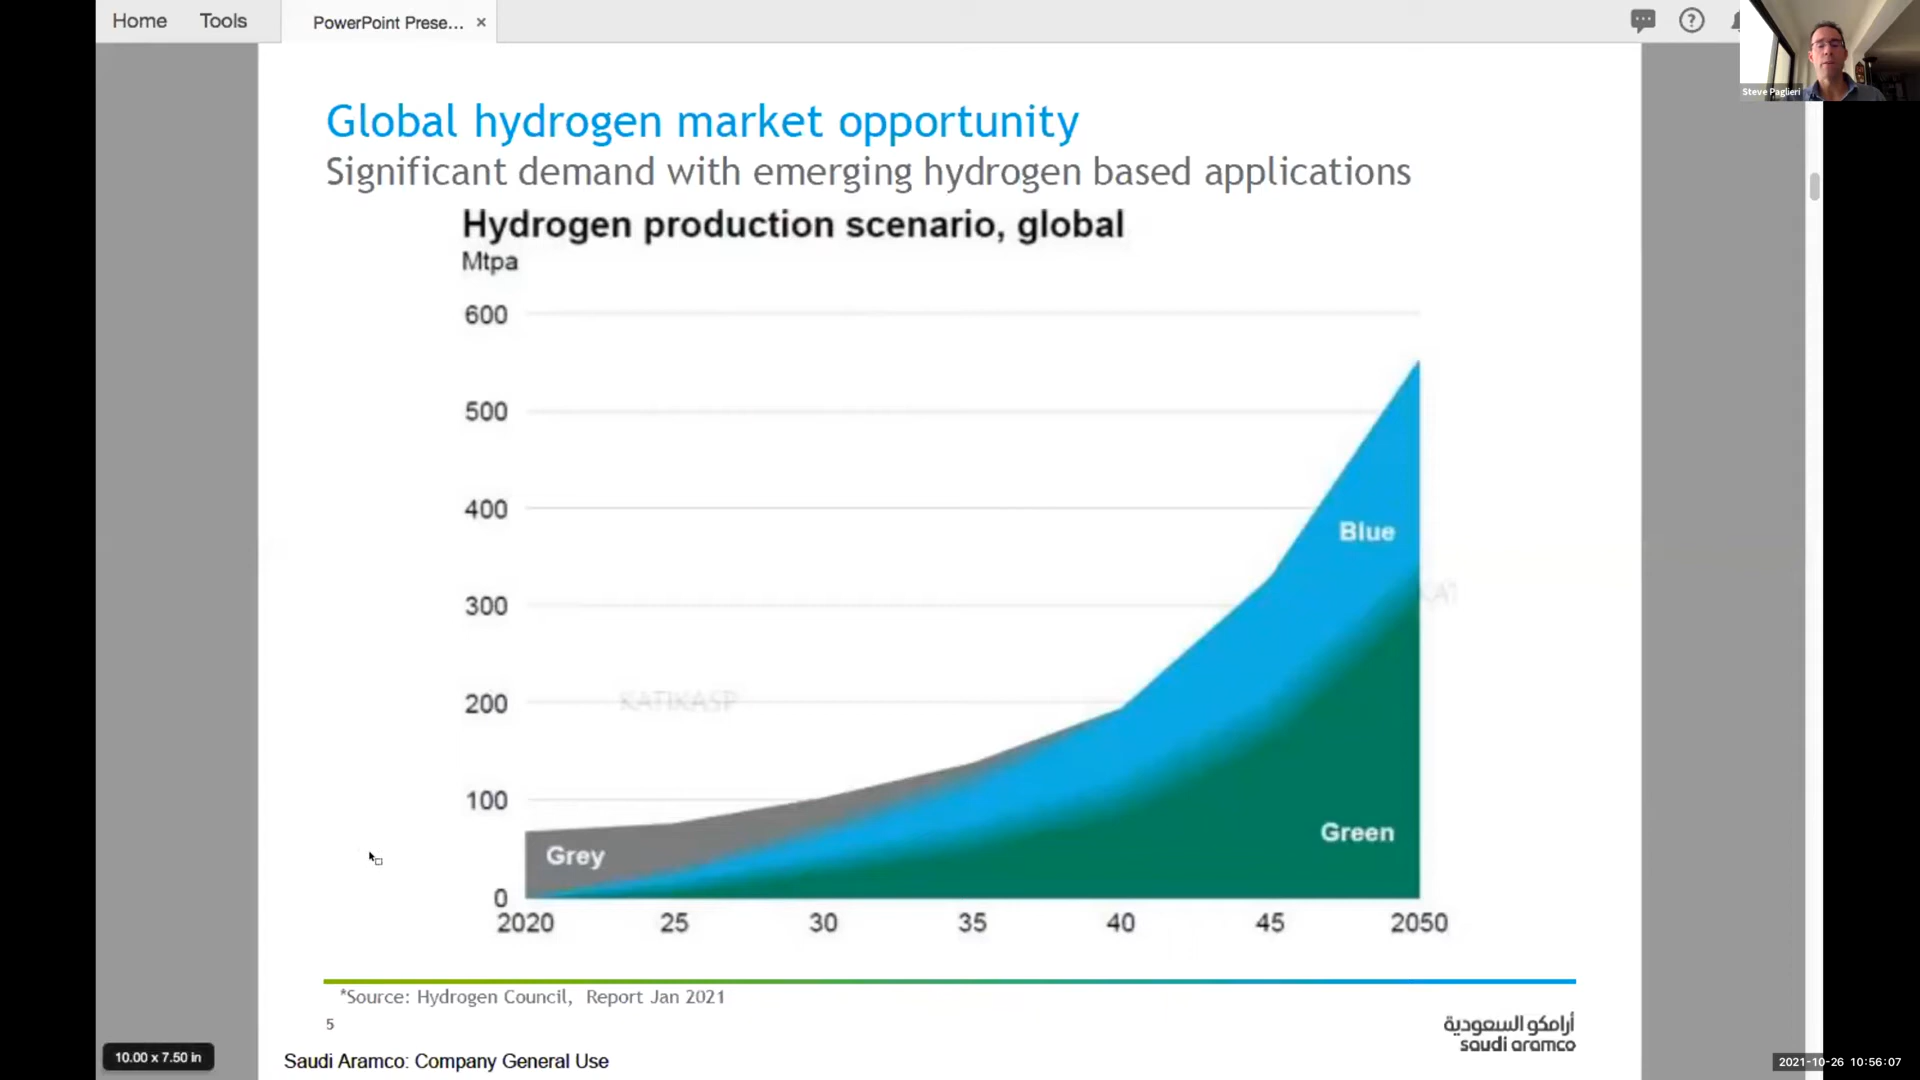 Home Tools PowerPoint Prese... ×
Steve Paglieri
Global hydrogen market opportunity
Significant demand with emerging hydrogen based applications
Hydrogen production scenario, global
Mtpa
600
500
400
Blue
300
KAT
200
KATIKASP
100
Grey
Green
0
2020 25 30 35 40 45 2050
*Source: Hydrogen Council, Report Jan 2021
5
أرامكو السعودية
saudi aramco
10.00 x 7.50 in
Saudi Aramco: Company General Use
2021-10-26 10:56:07